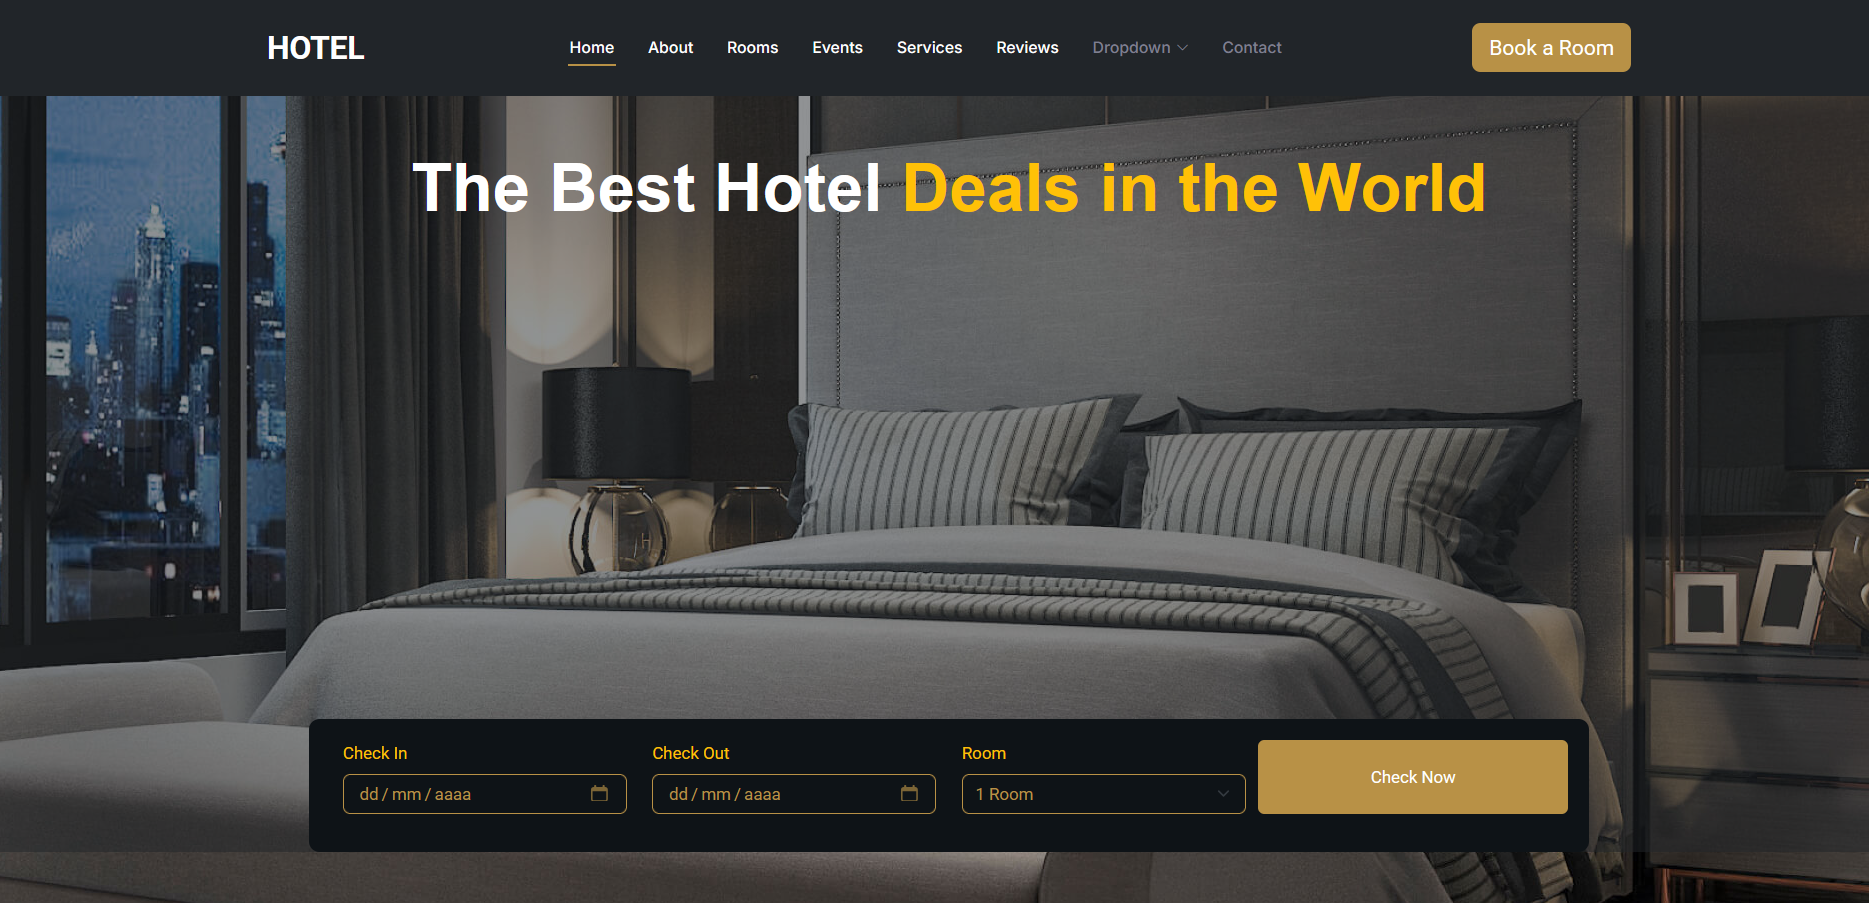 HOTEL
Home About Rooms Events Services Reviews Dropdown Contact
Book a Room
The Best Hotel Deals in the World
Check In Check Out Room
dd / mm / aaaa dd / mm / aaaa 1 Room
Check Now